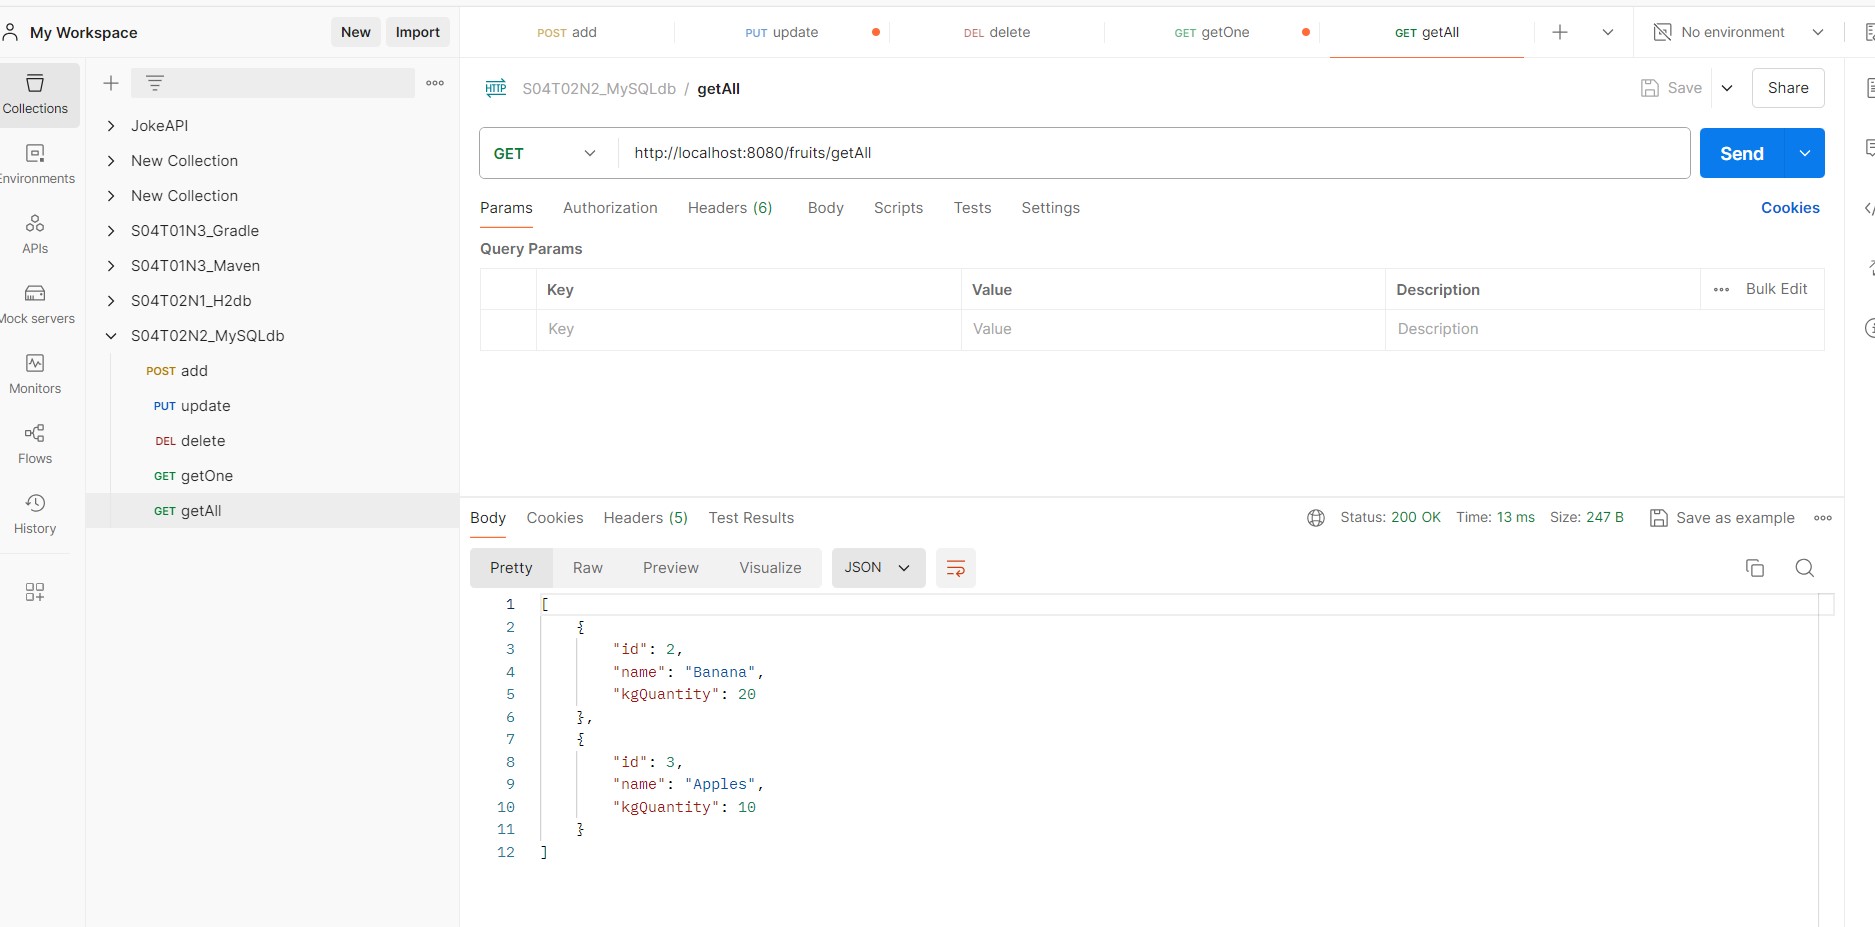 My Workspace
New
Import
POST add
PUT update
DEL delete
GET getOne
GET getAll
No environment
Collections
Environments
APIs
Mock servers
Monitors
Flows
History
JokeAPI
New Collection
New Collection
S04T01N3_Gradle
S04T01N3_Maven
S04T02N1_H2db
S04T02N2_MySQLdb
POST add
PUT update
DEL delete
GET getOne
GET getAll
HTTP S04T02N2_MySQLdb / getAll
Save
Share
GET http://localhost:8080/fruits/getAll
Send
Params Authorization Headers (6) Body Scripts Tests Settings
Cookies
Query Params
Key Value Description ••• Bulk Edit
Key Value Description
Body Cookies Headers (5) Test Results
Status: 200 OK Time: 13 ms Size: 247 B
Save as example
Pretty Raw Preview Visualize JSON
1 [
2 {
3 "id": 2,
4 "name": "Banana",
5 "kgQuantity": 20
6 },
7 {
8 "id": 3,
9 "name": "Apples",
10 "kgQuantity": 10
11 }
12 ]